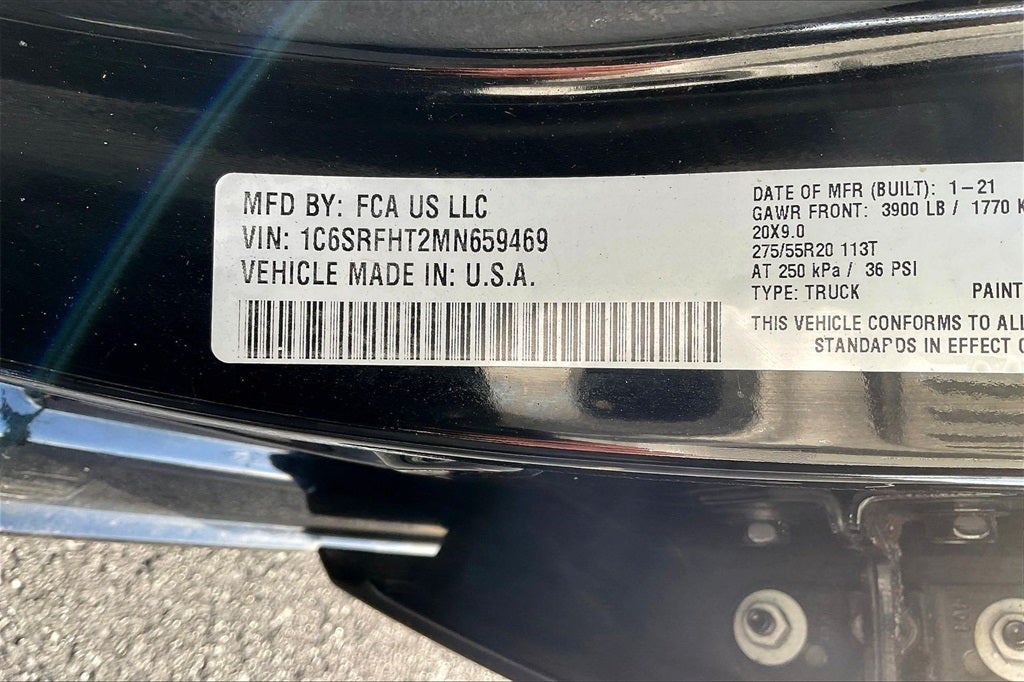 MFD BY: FCA US LLC
VIN: 1C6SRFHT2MN659469
VEHICLE MADE IN: U.S.A.
DATE OF MFR (BUILT): 1-21
GAWR FRONT: 3900 LB / 1770 K
20X9.0
275/55R20 113T
AT 250 kPa / 36 PSI
TYPE: TRUCK PAINT
THIS VEHICLE CONFORMS TO ALL
STANDARDS IN EFFECT O